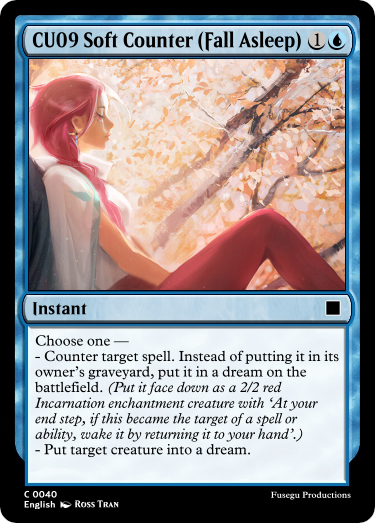 CU09 Soft Counter (Fall Asleep) 1
Instant
Choose one —
- Counter target spell. Instead of putting it in its
owner's graveyard, put it in a dream on the
battlefield. (Put it face down as a 2/2 red
Incarnation enchantment creature with ‘At your
end step, if this became the target of a spell or
ability, wake it by returning it to your hand’.)
- Put target creature into a dream.
C 0040
Fusegu Productions
English Ross Tran